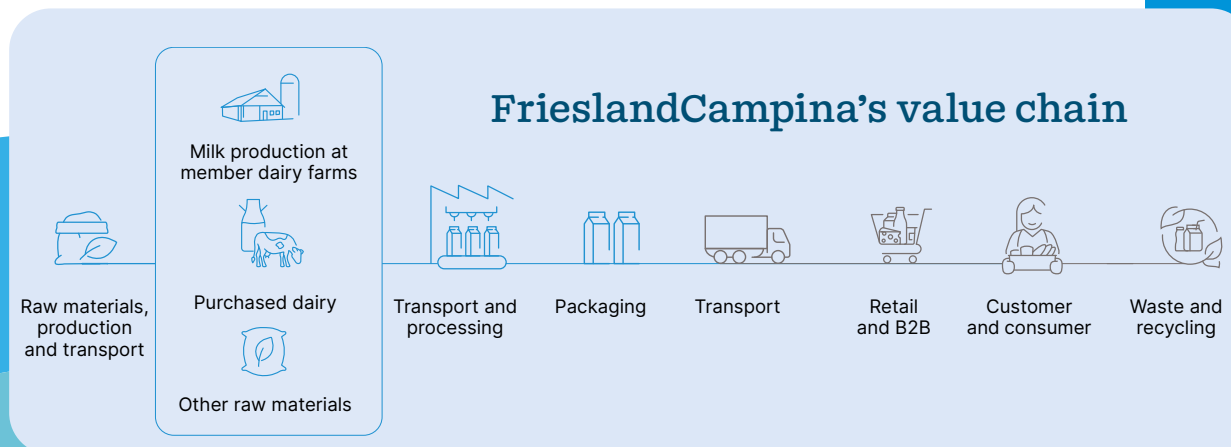 FrieslandCampina's value chain
Raw materials,
production
and transport
Milk production at
member dairy farms
Purchased dairy
Other raw materials
Transport and
processing
Packaging
Transport
Retail
and B2B
Customer
and consumer
Waste and
recycling